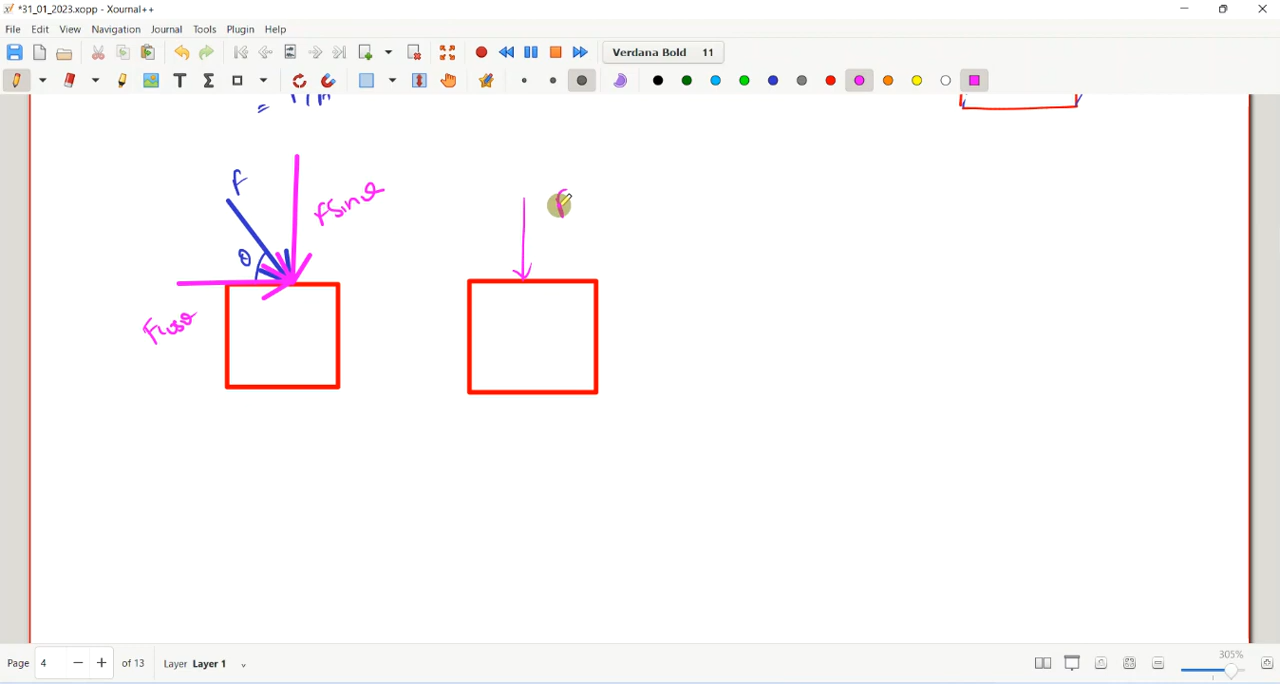 *31_01_2023.xopp - Xournal++
File Edit View Navigation Journal Tools Plugin Help
Verdana Bold 11
F
Fsinθ
θ
Fcosθ
F
Page 4 of 13 Layer Layer 1
305%